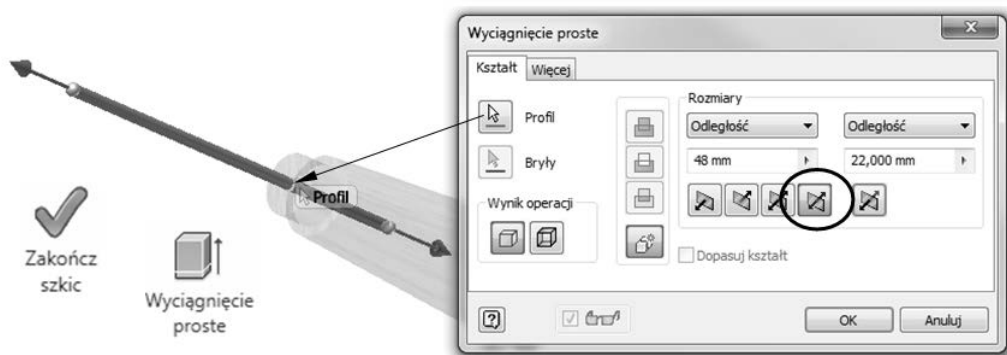 Wyciągnięcie proste
Kształt Więcej
Profil
Bryły
Wynik operacji
Rozmiary
Odległość Odległość
48 mm 22,000 mm
Dopasuj kształt
OK Anuluj
Profil
Zakończ
szkic
Wyciągnięcie
proste